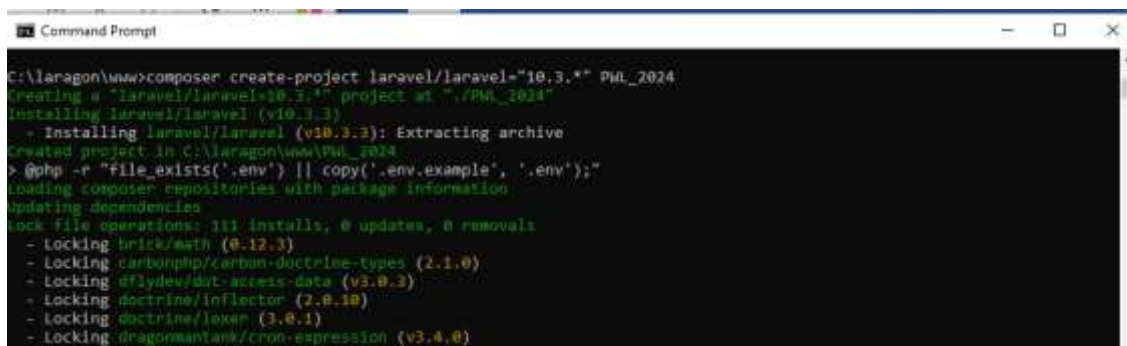 Command Prompt
C:\laragon\www>composer create-project laravel/laravel="10.3.*" PWL_2024
Creating a "laravel/laravel=10.3.*" project at "./PWL_2024"
Installing laravel/laravel (v10.3.3)
- Installing laravel/laravel (v10.3.3): Extracting archive
Created project in C:\laragon\www\PWL_2024
> @php -r "file_exists('.env') || copy('.env.example', '.env');"
Loading composer repositories with package information
Updating dependencies
Lock file operations: 111 installs, 0 updates, 0 removals
- Locking brick/math (0.12.3)
- Locking carbonphp/carbon-doctrine-types (2.1.0)
- Locking dflydev/dot-access-data (v3.0.3)
- Locking doctrine/inflector (2.0.10)
- Locking doctrine/lexer (3.0.1)
- Locking dragonmantank/cron-expression (v3.4.0)